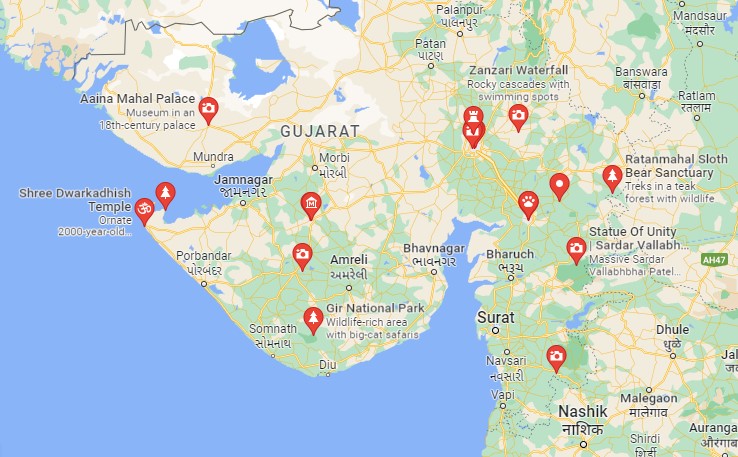 Palanpur
પાલનપુર
Mandsaur
मंदसौर
Patan
પાટણ
Zanzari Waterfall
Rocky cascades with
swimming spots
Banswara
बांसवाड़ा
Ratlam
रतलाम
Aaina Mahal Palace
Museum in an
18th-century palace
GUJARAT
Mundra
Morbi
મોરબી
Jamnagar
જામનગર
Ratanmahal Sloth
Bear Sanctuary
Treks in a teak
forest with wildlife
Shree Dwarkadhish
Temple
Ornate
2000-year-old...
Statue Of Unity
| Sardar Vallabh...
Massive Sardar
Vallabhbhai Patel...
Porbandar
પોરબંદર
Amreli
અમરેલી
Bhavnagar
ભાવનગર
Bharuch
ભરૂચ
AH47
Gir National Park
Wildlife-rich area
with big-cat safaris
Somnath
સોમનાથ
Surat
Dhule
धुळे
Diu
Navsari
નવસારી
Jal
Vapi
Malegaon
मालेगाव
Nashik
नाशिक
Shirdi
शिर्डी
Auranga
औरंगाब